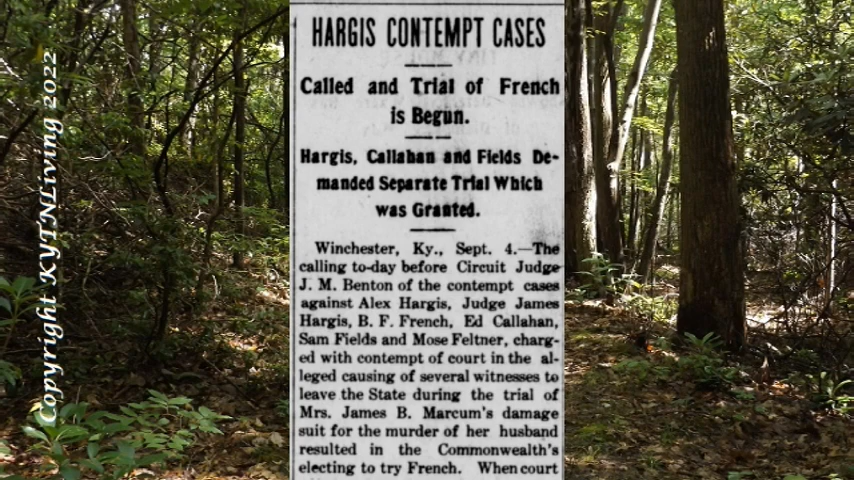 Copyright KYTNLiving 2022
HARGIS CONTEMPT CASES
Called and Trial of French
is Begun.
Hargis, Callahan and Fields De-
manded Separate Trial Which
was Granted.
Winchester, Ky., Sept. 4.—The
calling to-day before Circuit Judge
J. M. Benton of the contempt cases
against Alex Hargis, Judge James
Hargis, B. F. French, Ed Callahan,
Sam Fields and Mose Feltner, charg-
ed with contempt of court in the al-
leged causing of several witnesses to
leave the State during the trial of
Mrs. James B. Marcum's damage
suit for the murder of her husband
resulted in the Commonwealth's
electing to try French. When court